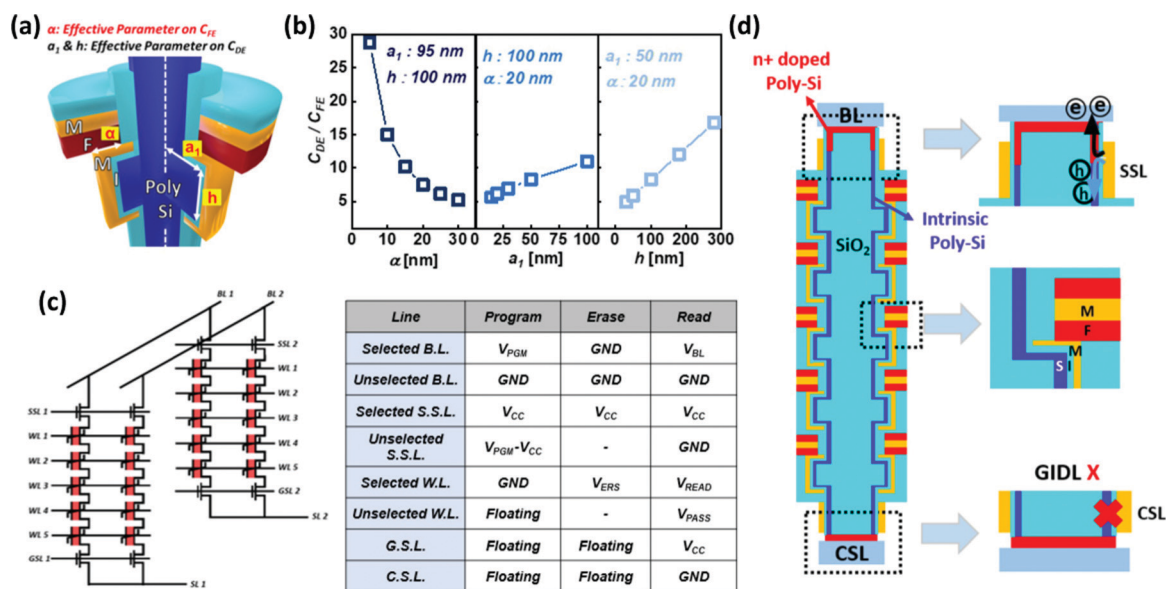 (a)
α: Effective Parameter on C_FE
a₁ & h: Effective Parameter on C_DE
M
F
α
M
I
a₁
h
Poly
Si
(b)
C_DE / C_FE
30
25
20
15
10
5
a₁ : 95 nm
h : 100 nm
h : 100 nm
α : 20 nm
a₁ : 50 nm
α : 20 nm
0 10 20 30
25 50 75 100
0 100 200 300
α [nm]
a₁ [nm]
h [nm]
(c)
BL 1
BL 2
SSL 2
WL 1
WL 2
WL 3
WL 4
WL 5
GSL 2
SL 2
SSL 1
WL 1
WL 2
WL 3
WL 4
WL 5
GSL 1
SL 1
Line Program Erase Read
Selected B.L. V_PGM GND V_BL
Unselected B.L. GND GND GND
Selected S.S.L. V_CC V_CC V_CC
Unselected
S.S.L. V_PGM-V_CC - GND
Selected W.L. GND V_ERS V_READ
Unselected W.L. Floating - V_PASS
G.S.L. Floating Floating V_CC
C.S.L. Floating Floating GND
(d)
n+ doped
Poly-Si
BL
SiO₂
Intrinsic
Poly-Si
CSL
e e
h
h
SSL
M
F
M
S I
GIDL X
CSL